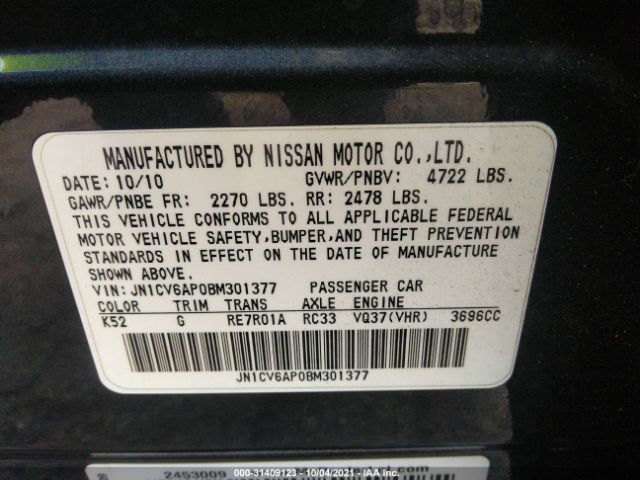 MANUFACTURED BY NISSAN MOTOR CO.,LTD.
DATE: 10/10 GVWR/PNBV: 4722 LBS.
GAWR/PNBE FR: 2270 LBS. RR: 2478 LBS.
THIS VEHICLE CONFORMS TO ALL APPLICABLE FEDERAL
MOTOR VEHICLE SAFETY,BUMPER,AND THEFT PREVENTION
STANDARDS IN EFFECT ON THE DATE OF MANUFACTURE
SHOWN ABOVE.
VIN: JN1CV6AP0BM301377 PASSENGER CAR
COLOR TRIM TRANS AXLE ENGINE
K52 G RE7R01A RC33 VQ37(VHR) 3696CC
JN1CV6AP0BM301377
2453009
000-31409123 - 10/04/2021 - IAA Inc.